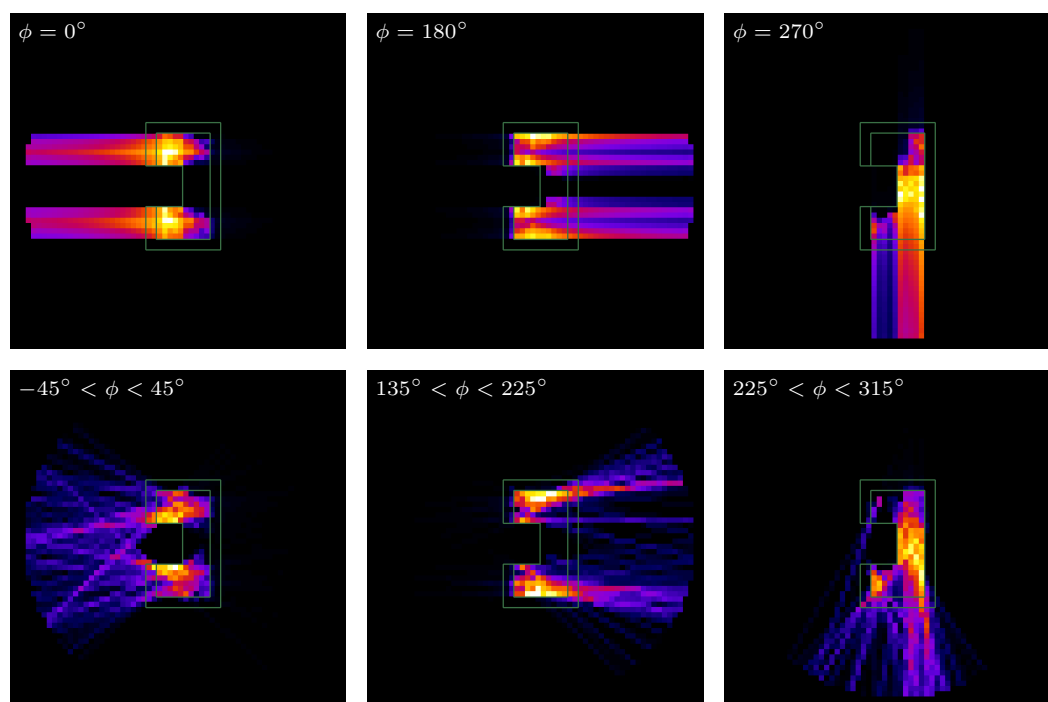 ϕ = 0°
ϕ = 180°
ϕ = 270°
−45° < ϕ < 45°
135° < ϕ < 225°
225° < ϕ < 315°